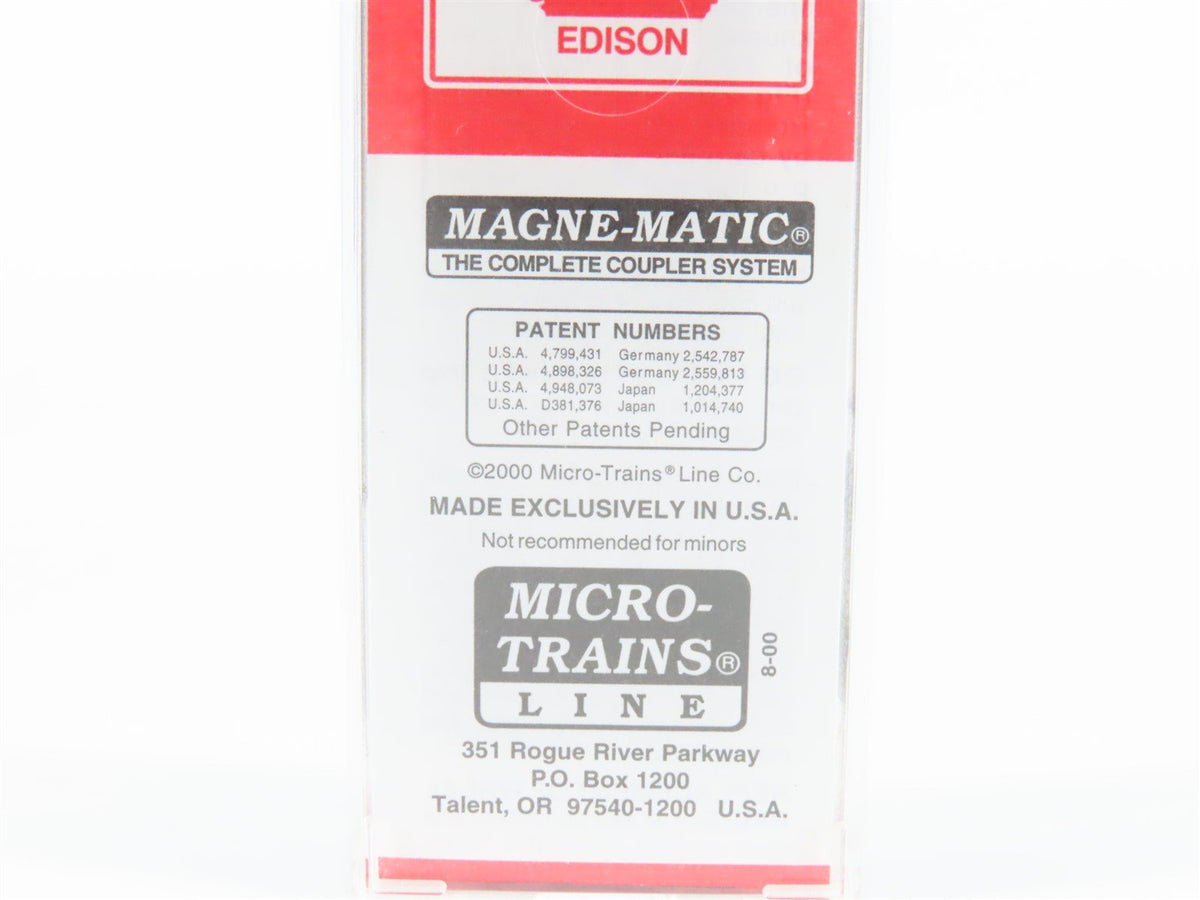 EDISON
MAGNE-MATIC®
THE COMPLETE COUPLER SYSTEM
PATENT NUMBERS
U.S.A. 4,799,431 Germany 2,542,787
U.S.A. 4,898,326 Germany 2,559,813
U.S.A. 4,948,073 Japan 1,204,377
U.S.A. D381,376 Japan 1,014,740
Other Patents Pending
©2000 Micro-Trains® Line Co.
MADE EXCLUSIVELY IN U.S.A.
Not recommended for minors
MICRO-
TRAINS®
LINE
8-00
351 Rogue River Parkway
P.O. Box 1200
Talent, OR 97540-1200 U.S.A.